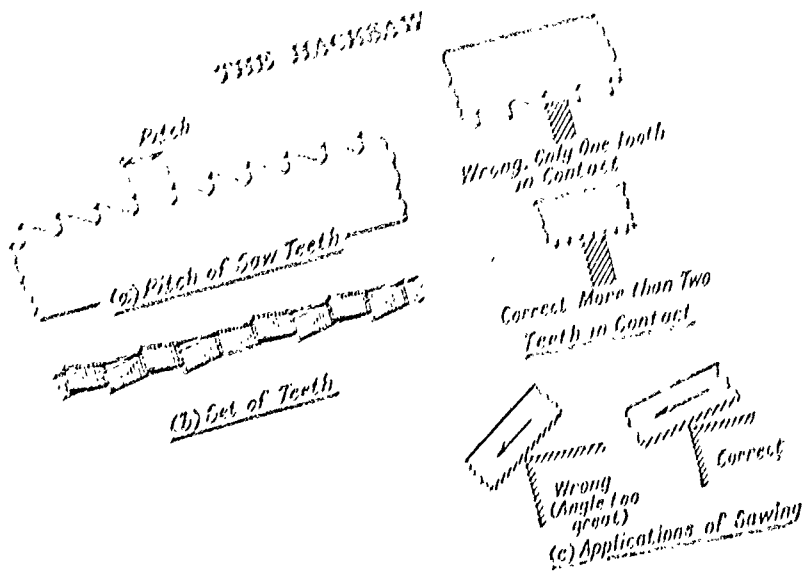 THE HACKSAW
Pitch
(a) Pitch of Saw Teeth
(b) Set of Teeth
Wrong. Only One Tooth
in Contact
Correct More than Two
Teeth in Contact
Wrong
(Angle too
great)
Correct
(c) Applications of Sawing